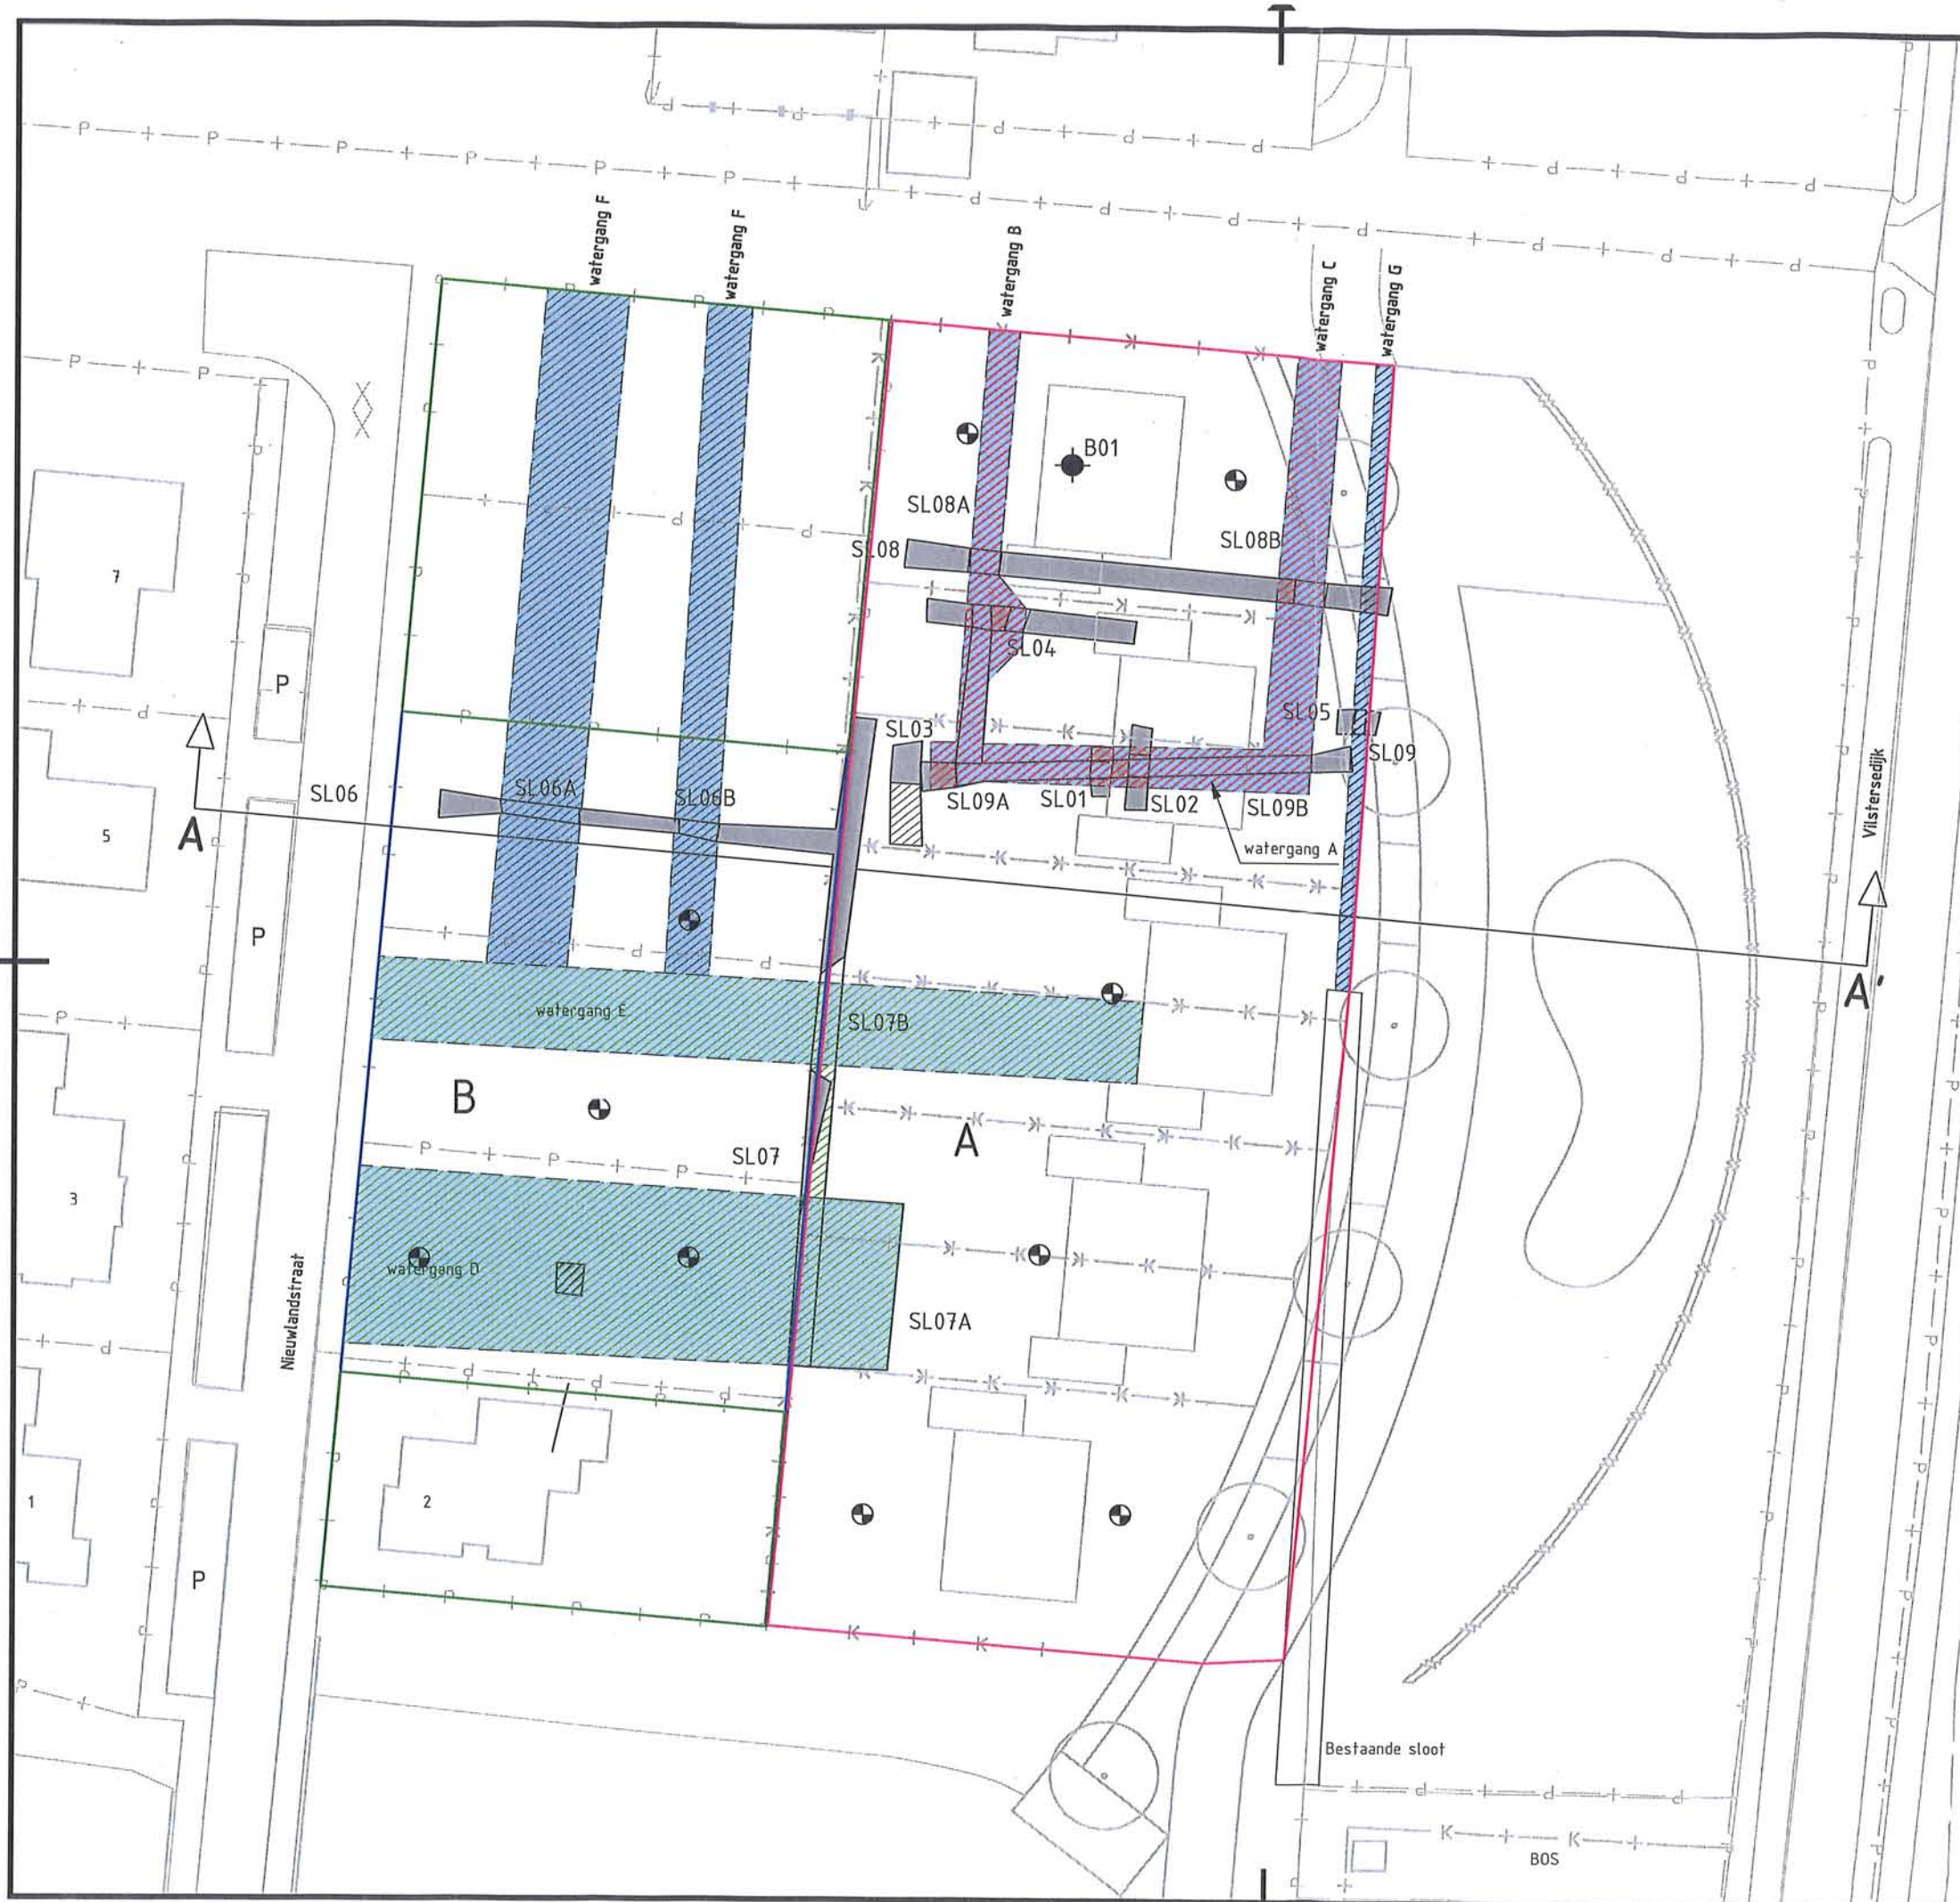 watergang F
watergang F
watergang B
watergang C
watergang G
B01
SL08A
SL08B
SL08
SL04
SL03
SL05
SL09
SL06
SL06A
SL06B
SL09A
SL01
SL02
SL09B
watergang A
A
A'
Vilstersedijk
7
P
5
P
watergang E
SL07B
B
A
SL07
3
Nieuwlandstraat
watergang D
SL07A
2
1
P
Bestaande sloot
BOS